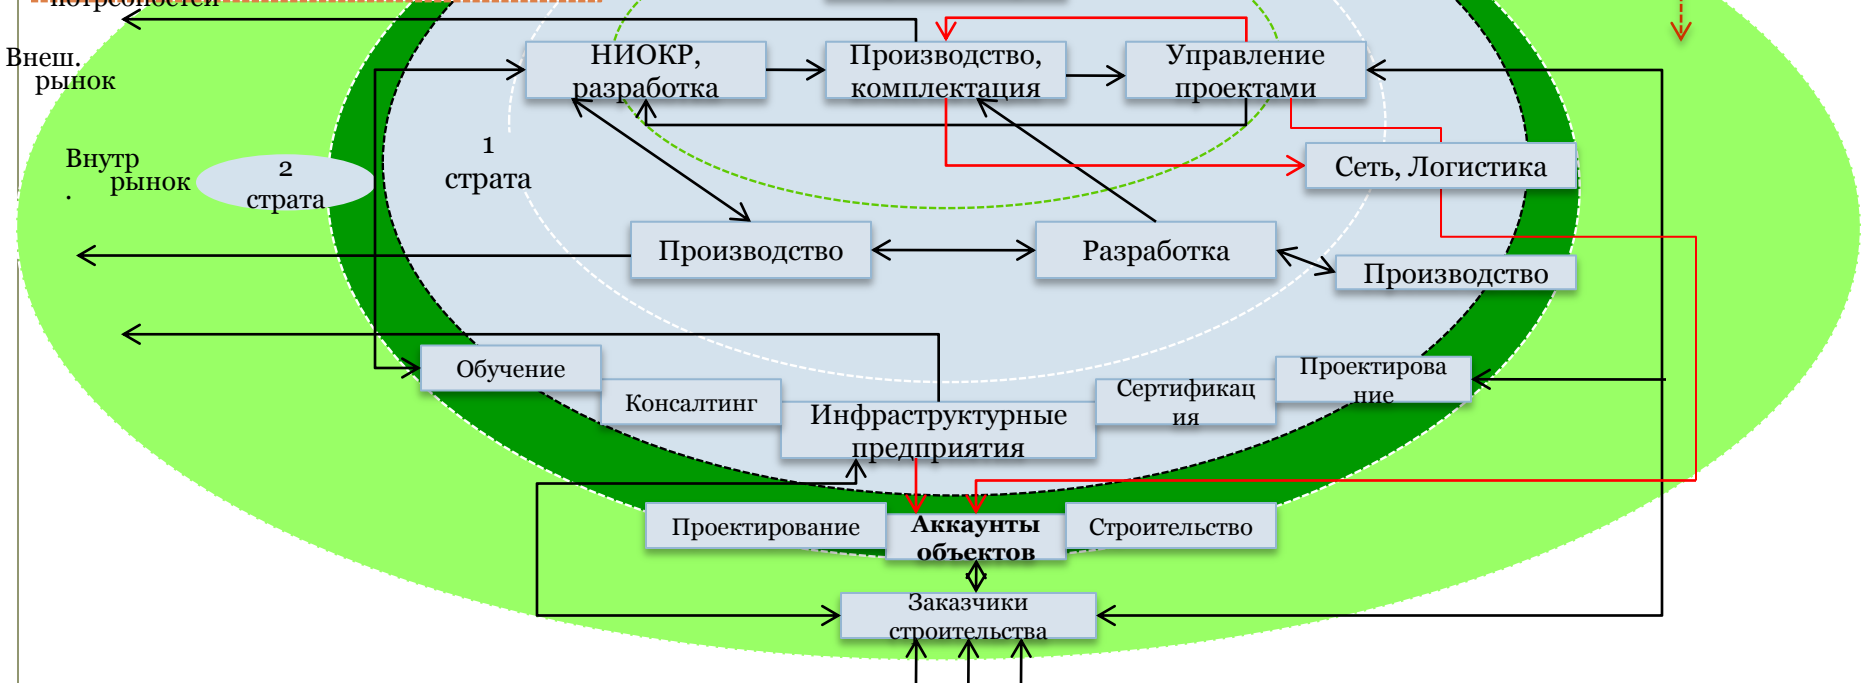 потребностей
Внеш.
рынок
НИОКР,
разработка
Производство,
комплектация
Управление
проектами
Внутр
.
рынок
2
страта
1
страта
Сеть, Логистика
Производство
Разработка
Производство
Обучение
Консалтинг
Инфраструктурные
предприятия
Сертификац
ия
Проектирова
ние
Проектирование
Аккаунты
объектов
Строительство
Заказчики
строительства